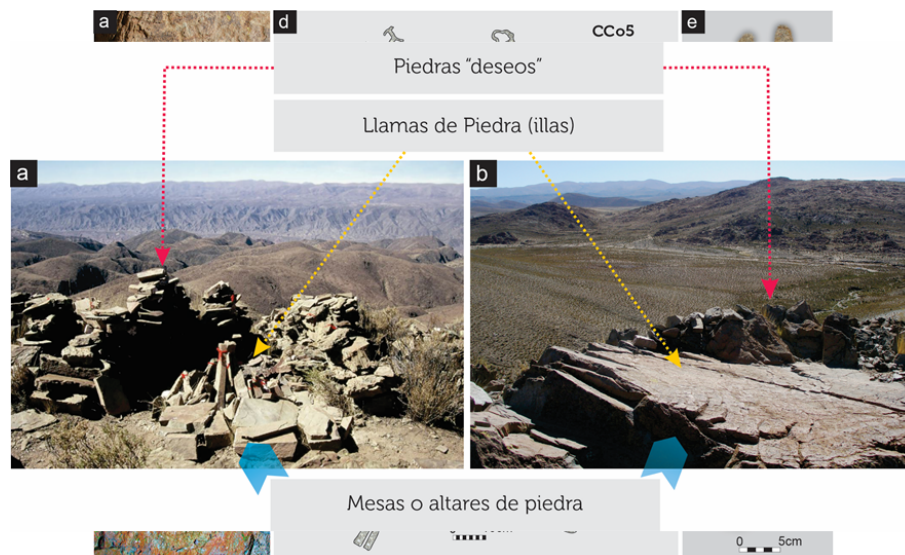 a
d
CCo5
e
Piedras “deseos”
Llamas de Piedra (illas)
a
b
Mesas o altares de piedra
0 5cm